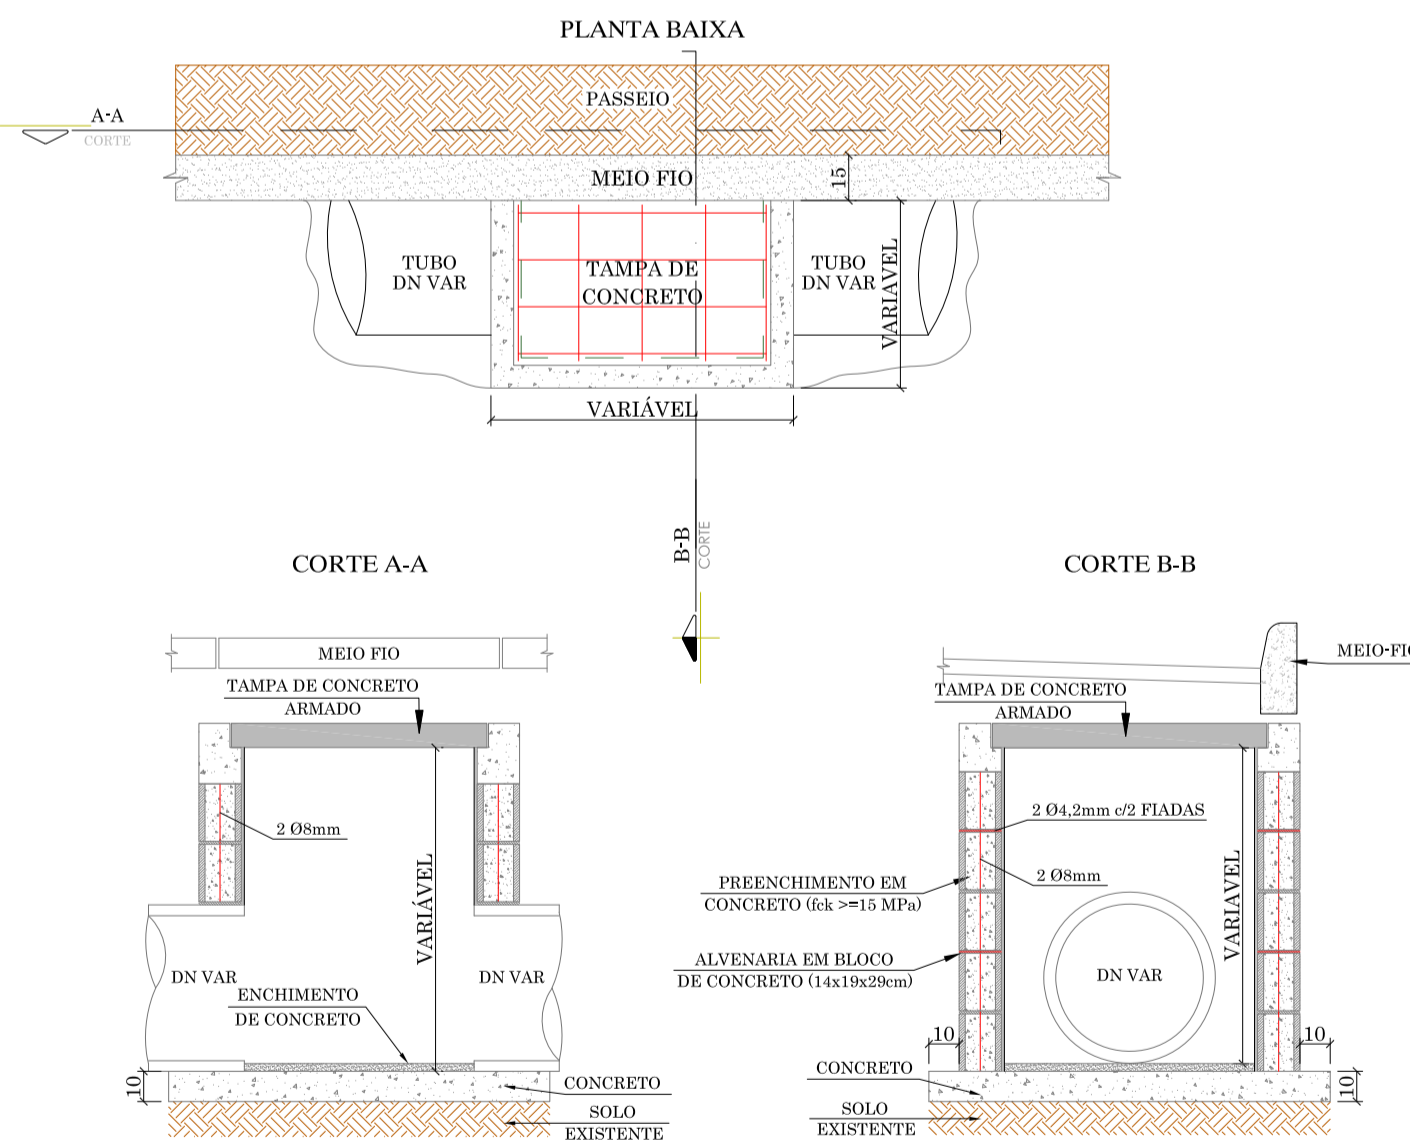 PLANTA BAIXA
PASSEIO
A-A
CORTE
MEIO FIO
15
TUBO
DN VAR
TAMPA DE
CONCRETO
TUBO
DN VAR
VARIAVEL
VARIÁVEL
B-B
CORTE
CORTE A-A
MEIO FIO
TAMPA DE CONCRETO
ARMADO
2 Ø8mm
VARIÁVEL
DN VAR
DN VAR
ENCHIMENTO
DE CONCRETO
10
CONCRETO
SOLO
EXISTENTE
CORTE B-B
MEIO-FIO
TAMPA DE CONCRETO
ARMADO
2 Ø4,2mm c/2 FIADAS
2 Ø8mm
PREENCHIMENTO EM
CONCRETO (fck >=15 MPa)
VARIAVEL
ALVENARIA EM BLOCO
DE CONCRETO (14x19x29cm)
DN VAR
10
10
CONCRETO
10
SOLO
EXISTENTE